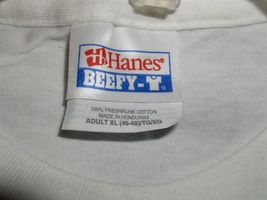 Hanes®
BEEFY-T®
100% PRESHRUNK COTTON
MADE IN HONDURAS
ADULT XL (46-48)/TG/XG